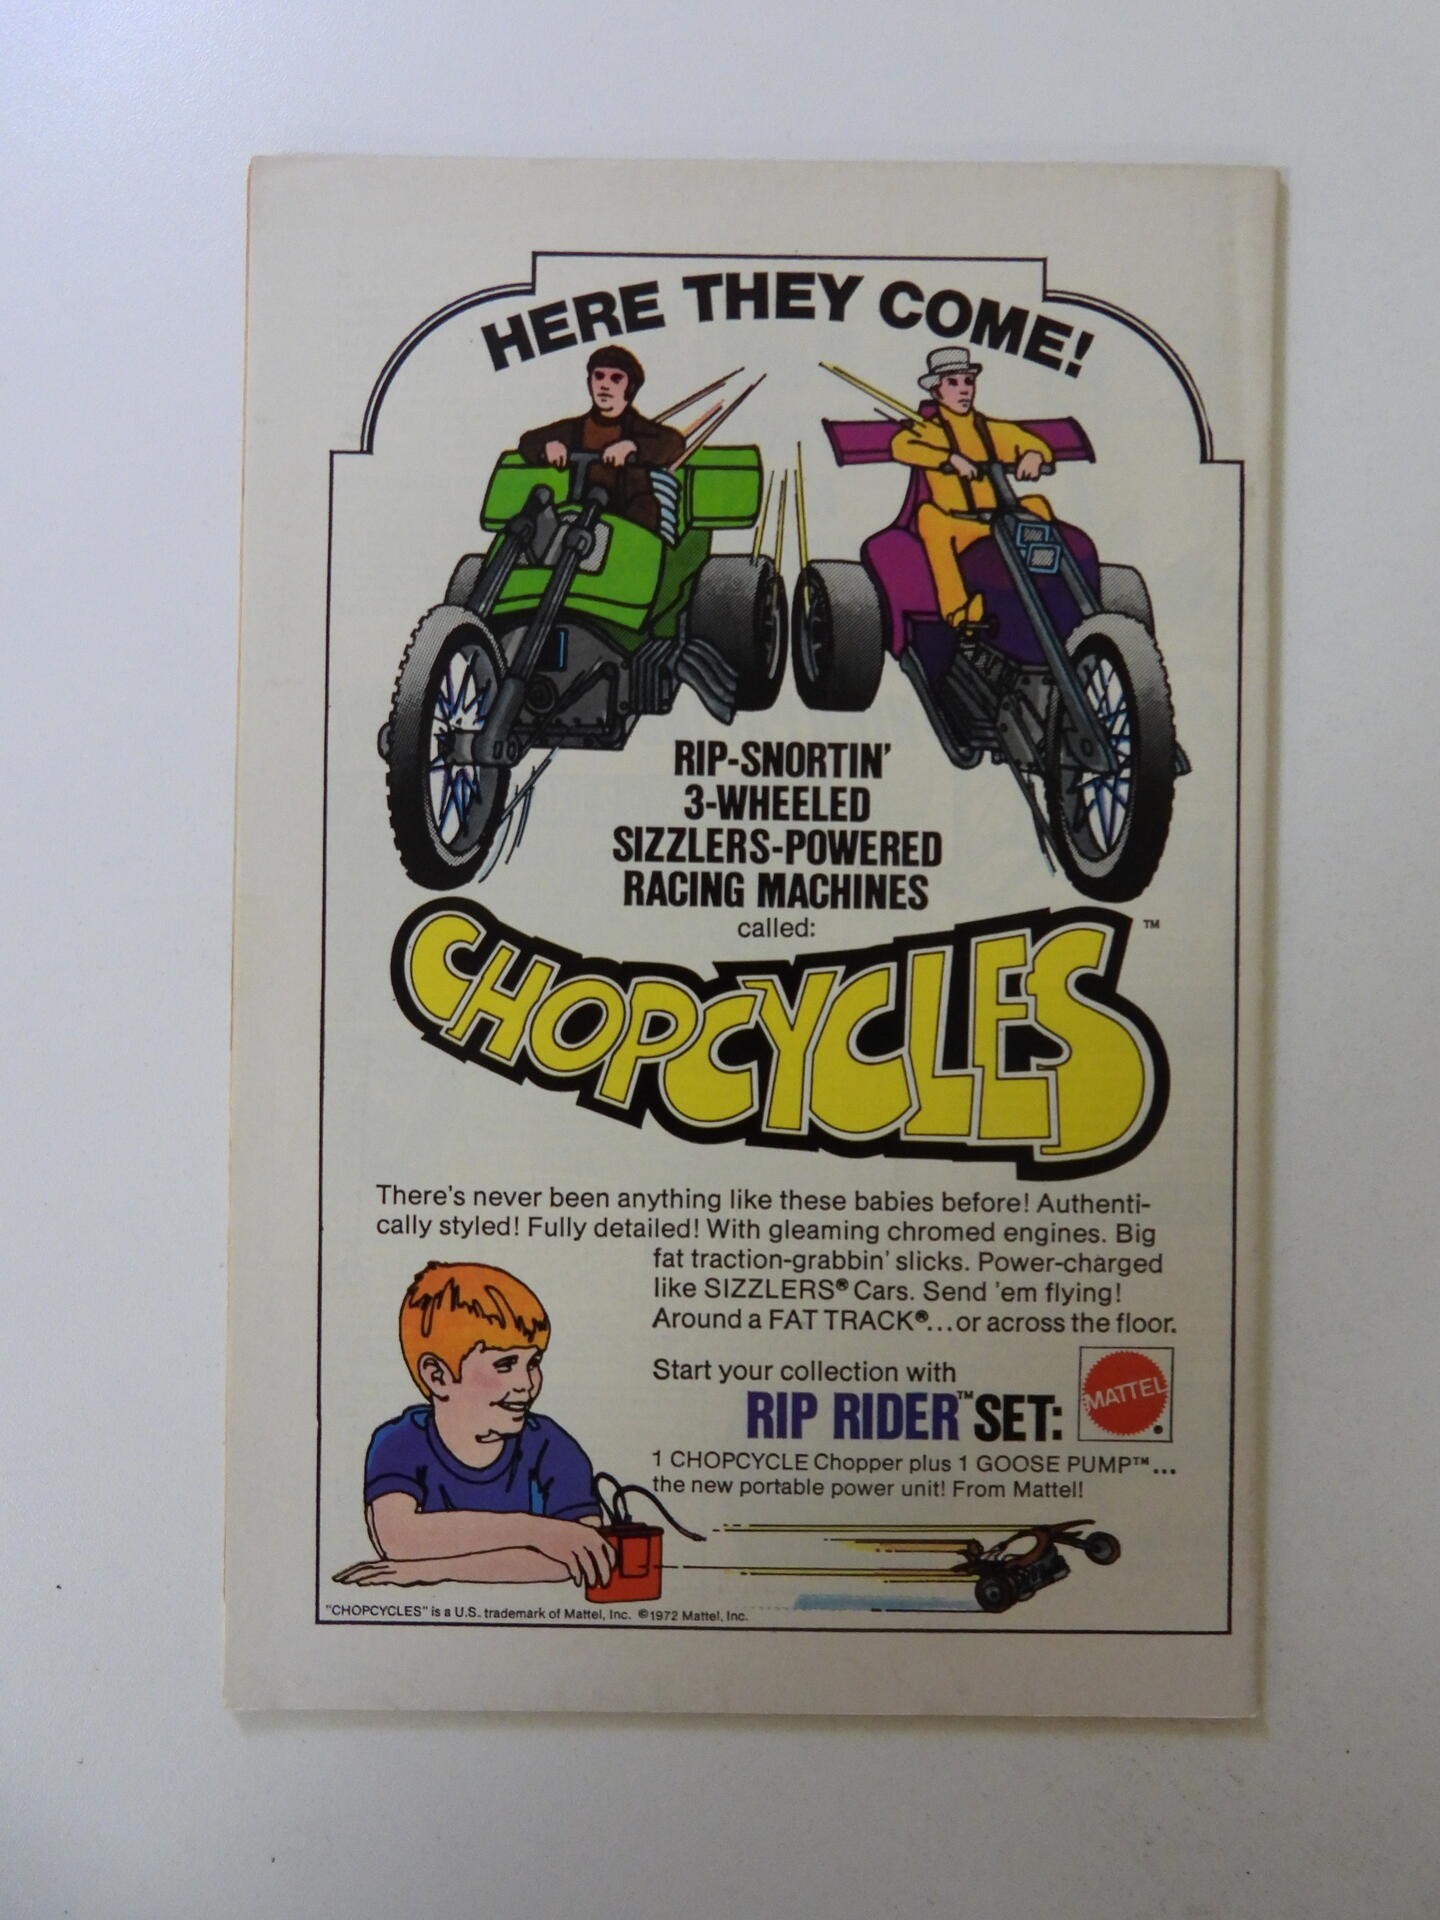 HERE THEY COME!
RIP-SNORTIN'
3-WHEELED
SIZZLERS-POWERED
RACING MACHINES
called:
CHOPCYCLES™
There's never been anything like these babies before! Authenti-
cally styled! Fully detailed! With gleaming chromed engines. Big
fat traction-grabbin' slicks. Power-charged
like SIZZLERS® Cars. Send 'em flying!
Around a FAT TRACK®...or across the floor.
Start your collection with
RIP RIDER™ SET:
MATTEL
1 CHOPCYCLE Chopper plus 1 GOOSE PUMP™...
the new portable power unit! From Mattel!
"CHOPCYCLES" is a U.S. trademark of Mattel, Inc. ©1972 Mattel, Inc.